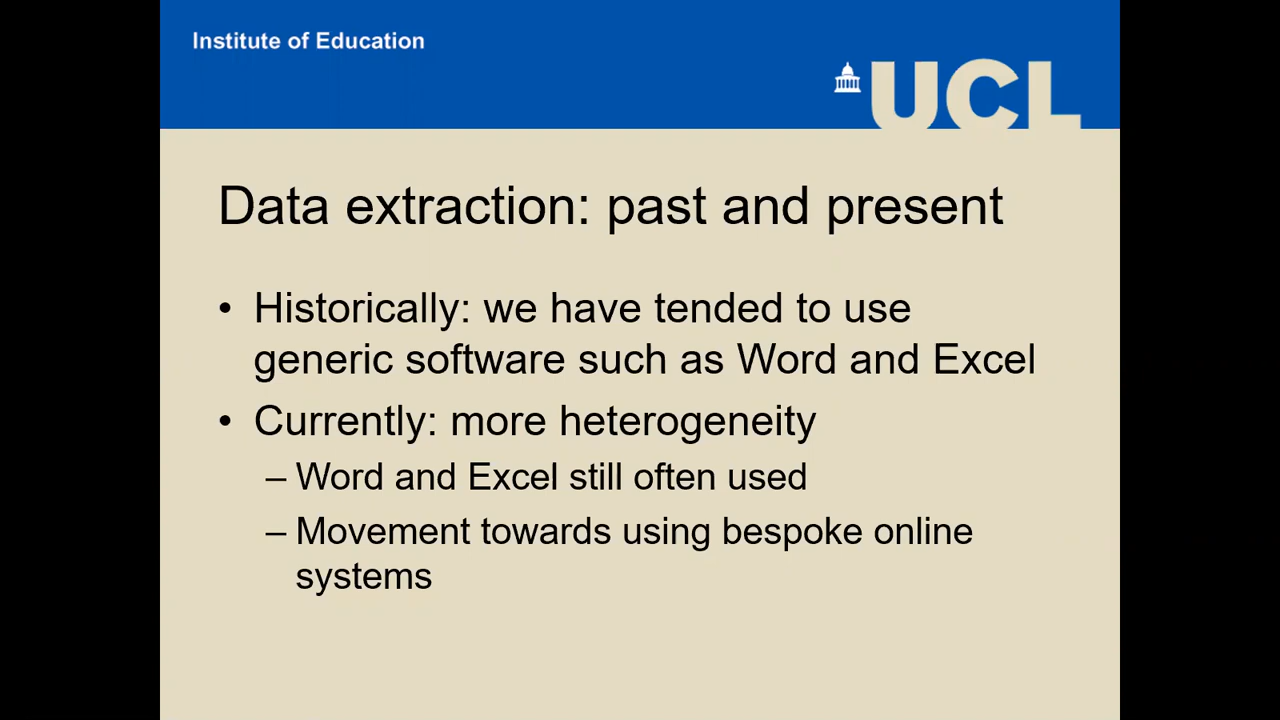 Institute of Education
UCL
Data extraction: past and present
• Historically: we have tended to use
generic software such as Word and Excel
• Currently: more heterogeneity
– Word and Excel still often used
– Movement towards using bespoke online
systems